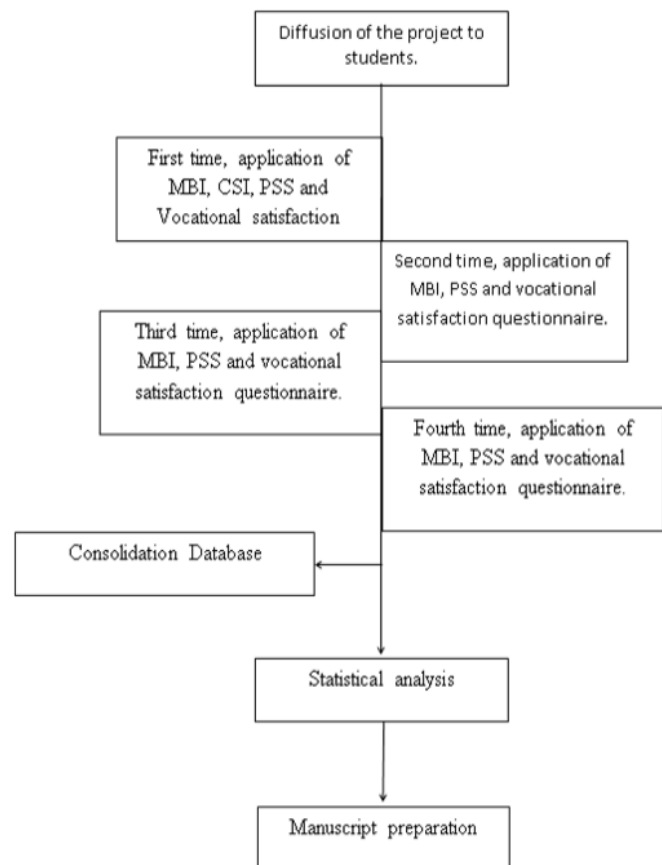 Diffusion of the project to
students.
First time, application of
MBI, CSI, PSS and
Vocational satisfaction
Second time, application of
MBI, PSS and vocational
satisfaction questionnaire.
Third time, application of
MBI, PSS and vocational
satisfaction questionnaire.
Fourth time, application of
MBI, PSS and vocational
satisfaction questionnaire.
Consolidation Database
Statistical analysis
Manuscript preparation